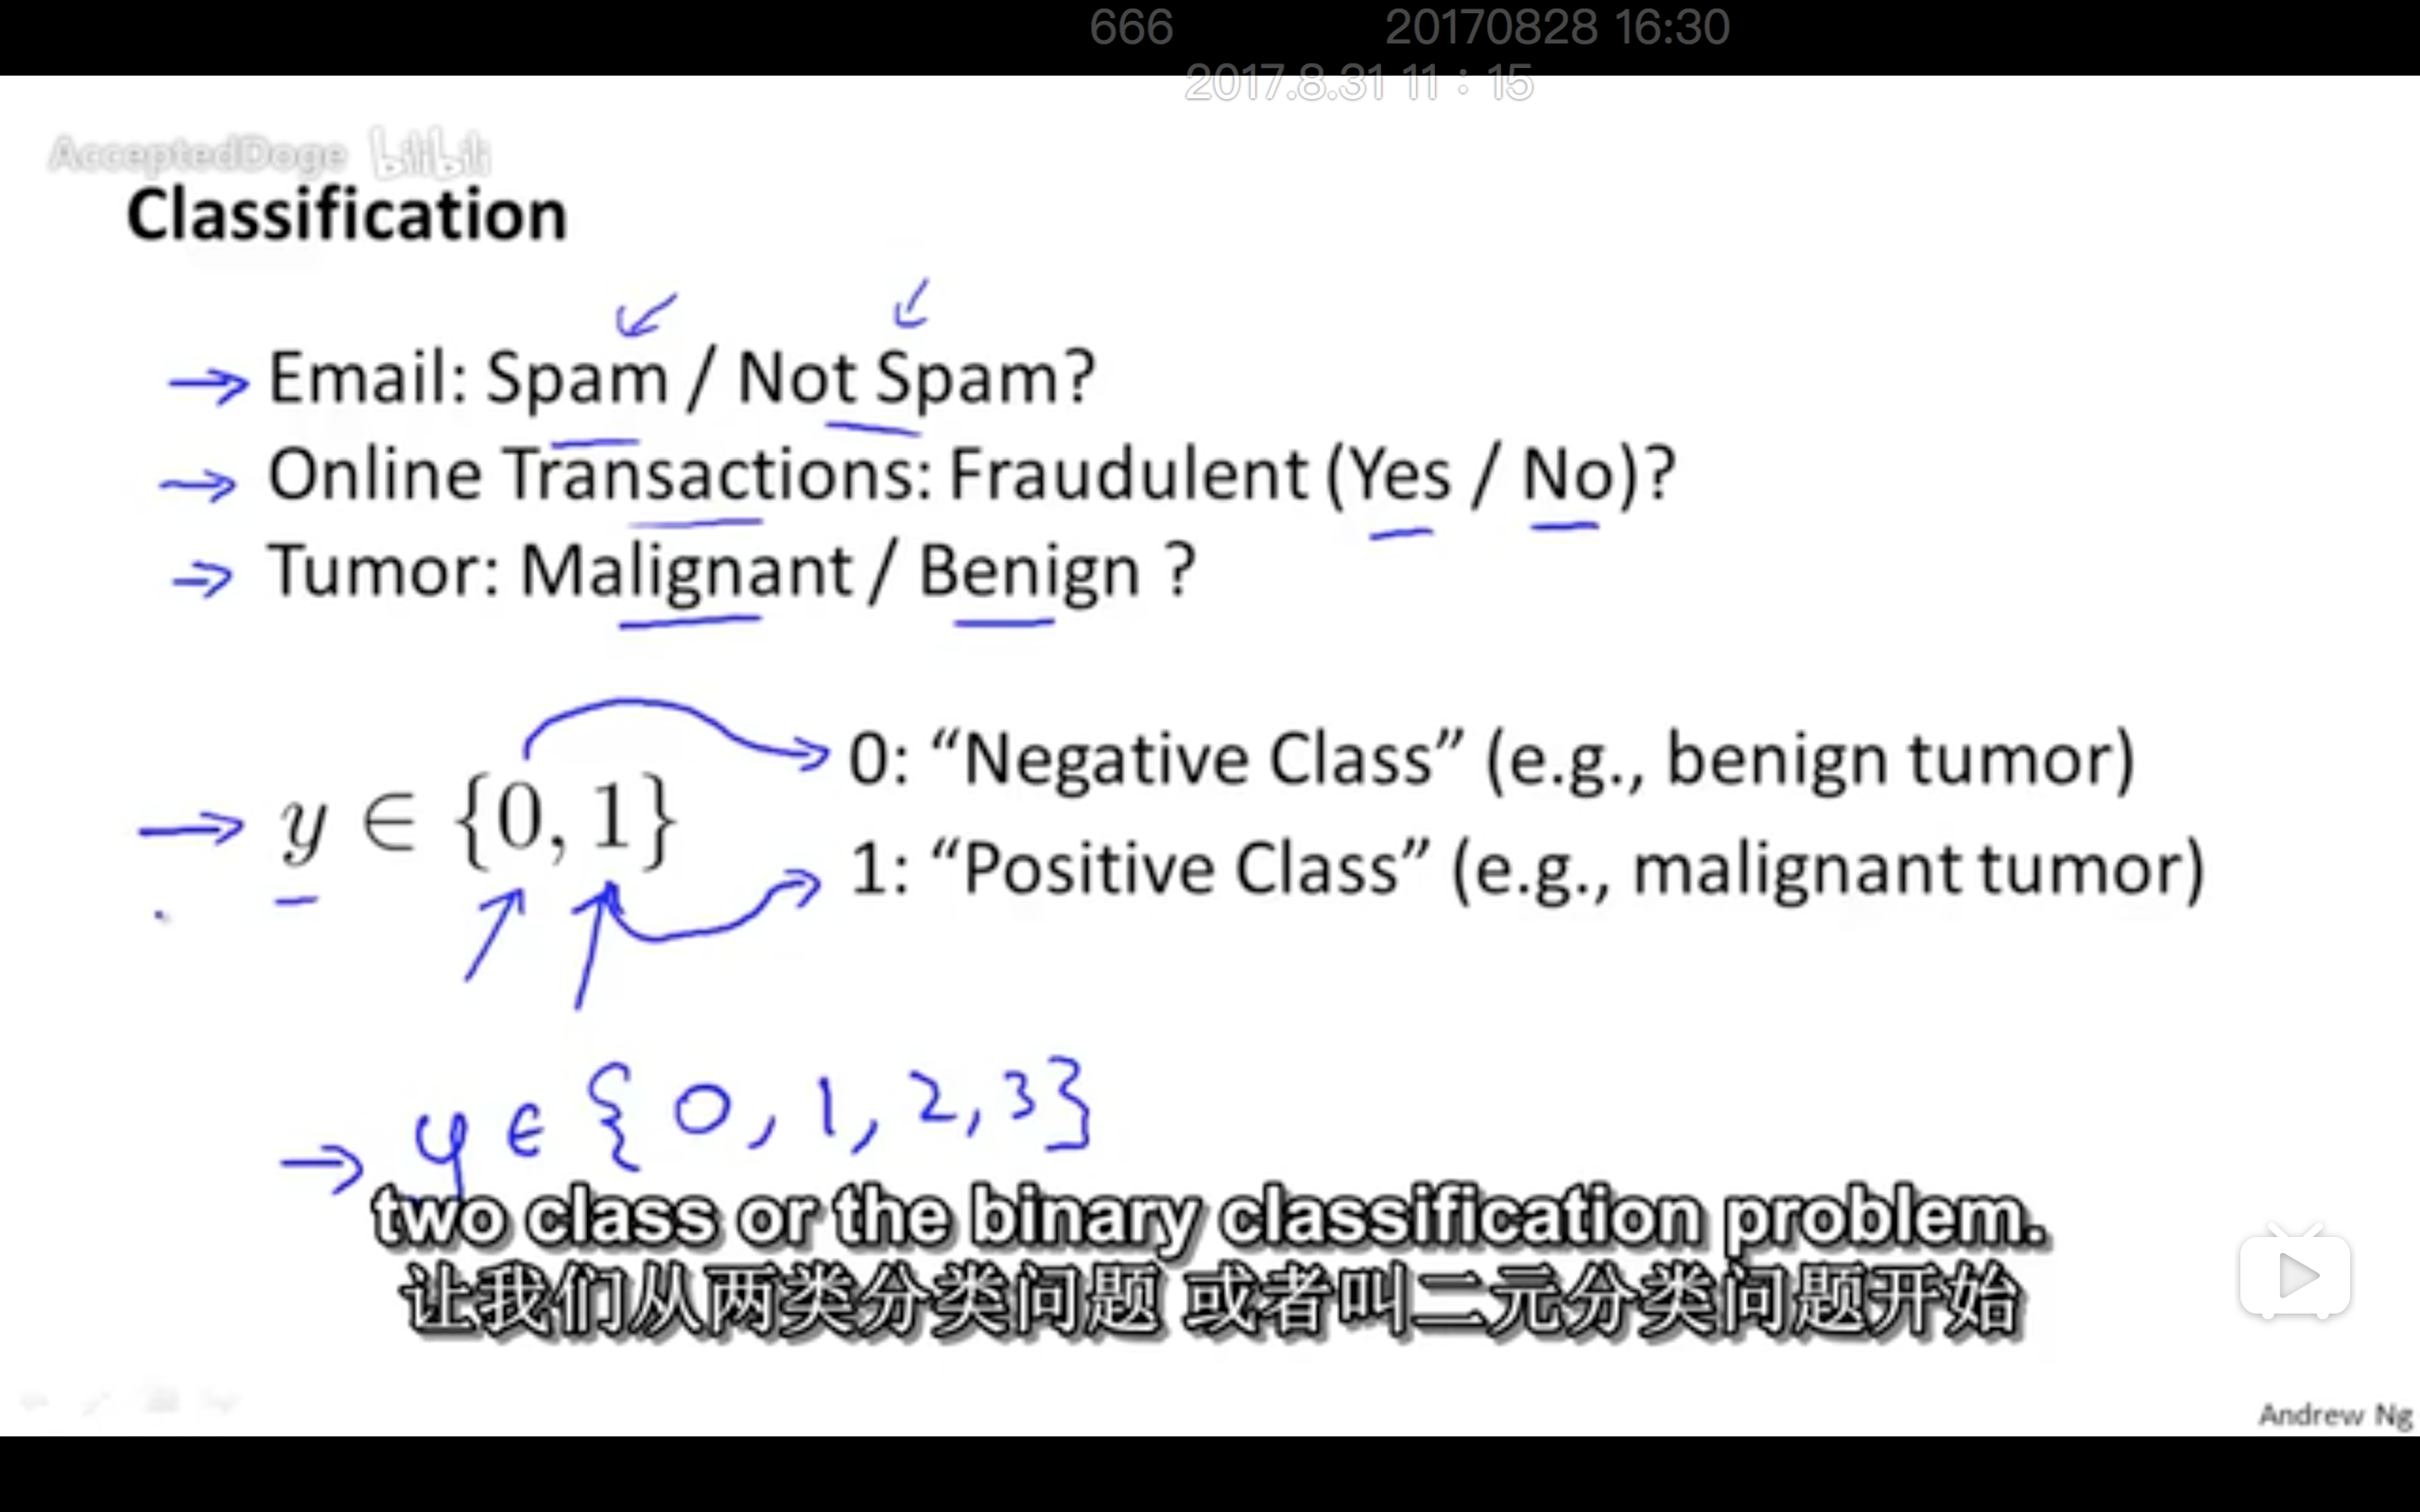 666 20170828 16:30
2017.8.31 11：15
AcceptedDoge bilibili
Classification
→ Email: Spam / Not Spam?
→ Online Transactions: Fraudulent (Yes / No)?
→ Tumor: Malignant / Benign ?
0: “Negative Class” (e.g., benign tumor)
→ y ∈ {0, 1}
1: “Positive Class” (e.g., malignant tumor)
→ y ∈ {0, 1, 2, 3}
two class or the binary classification problem.
让我们从两类分类问题 或者叫二元分类问题开始
Andrew Ng